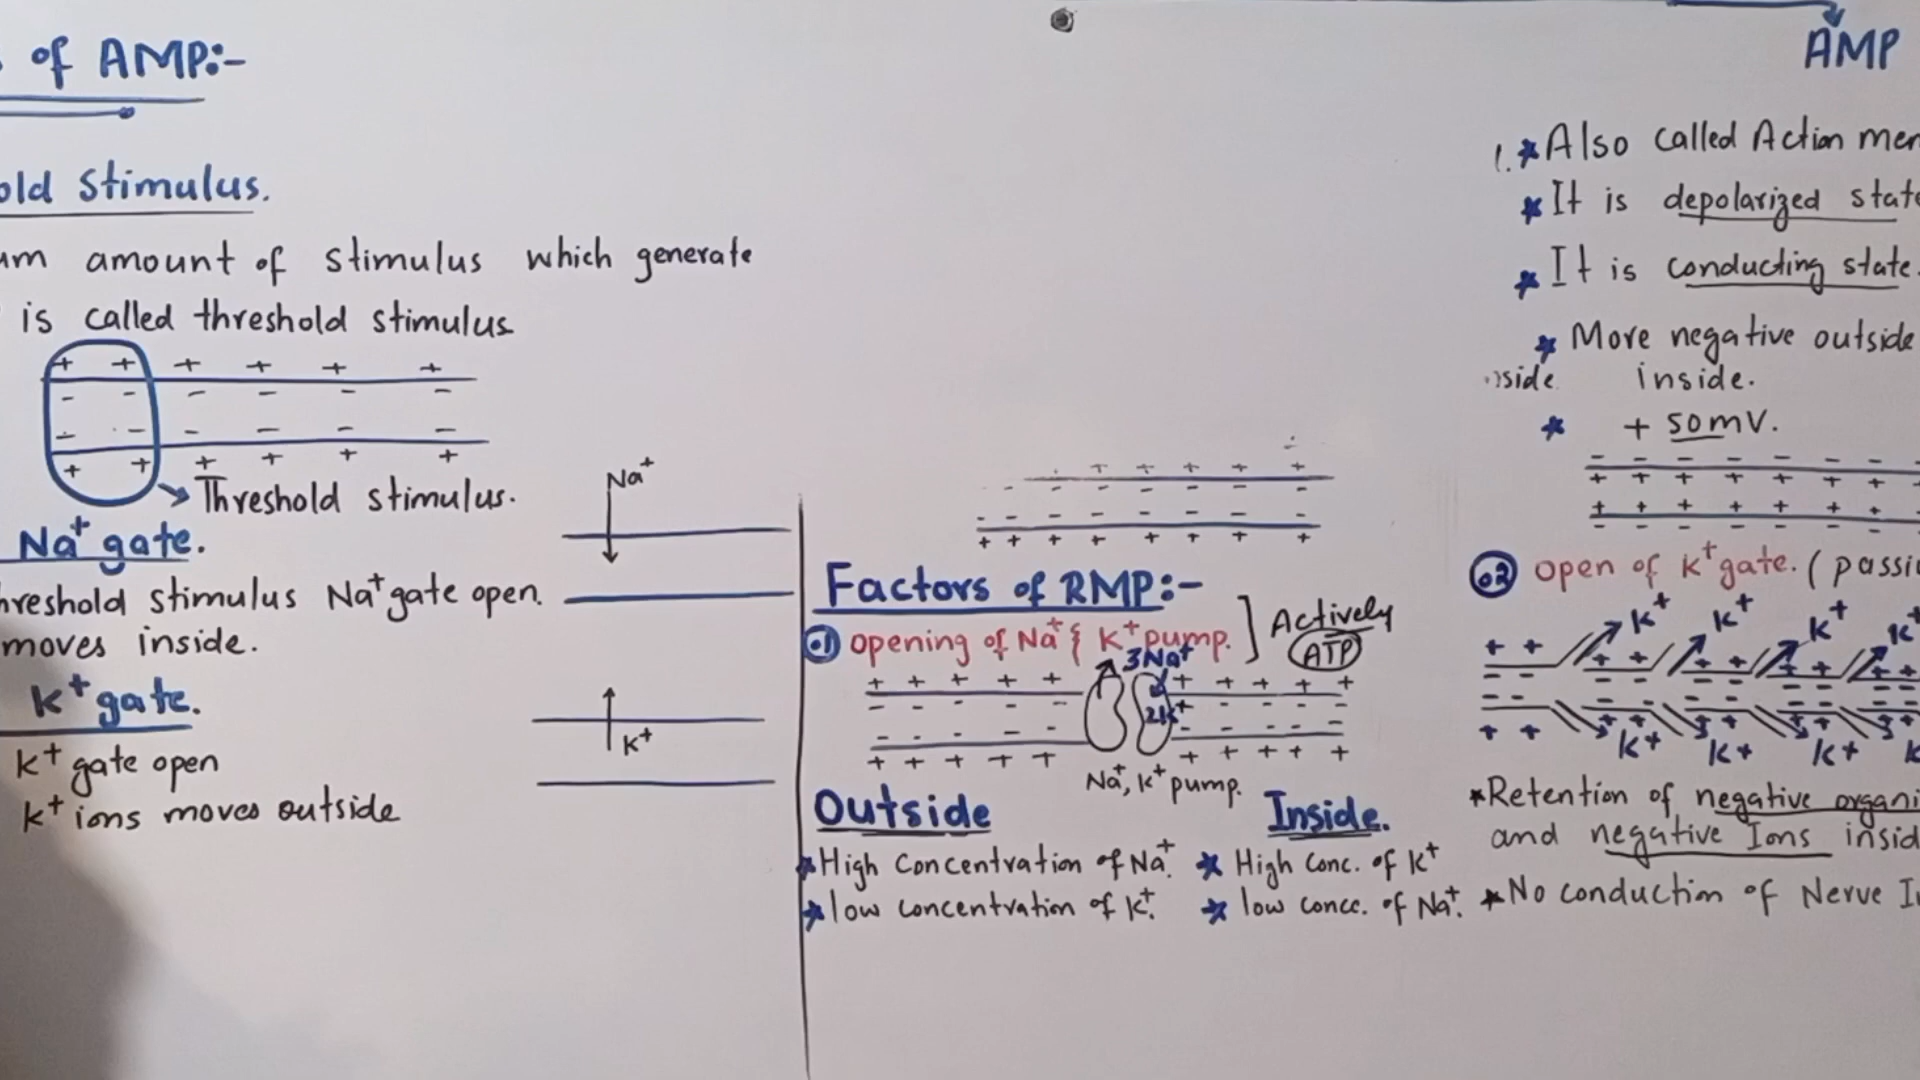 of AMP:-
old Stimulus.
um amount of stimulus which generate
is called threshold stimulus
Threshold stimulus.
Na+ gate.
hreshold stimulus Na+ gate open.
moves inside.
K+ gate.
K+ gate open
K+ ions moves outside
Na+
K+
Factors of RMP:-
01 opening of Na+ & K+ pump.
Actively
ATP
3Na+
2K+
Na+, K+ pump.
Outside
High Concentration of Na+.
low concentration of K+.
Inside.
High Conc. of K+
low conce. of Na+.
AMP
1. Also called Action mem
It is depolarized state
It is conducting state.
More negative outside
side inside.
+ 50mV.
02 open of K+ gate. (passi
K+ K+ K+ K+
K+ K+ K+ K
Retention of negative organi
and negative Ions insid
No conduction of Nerve I